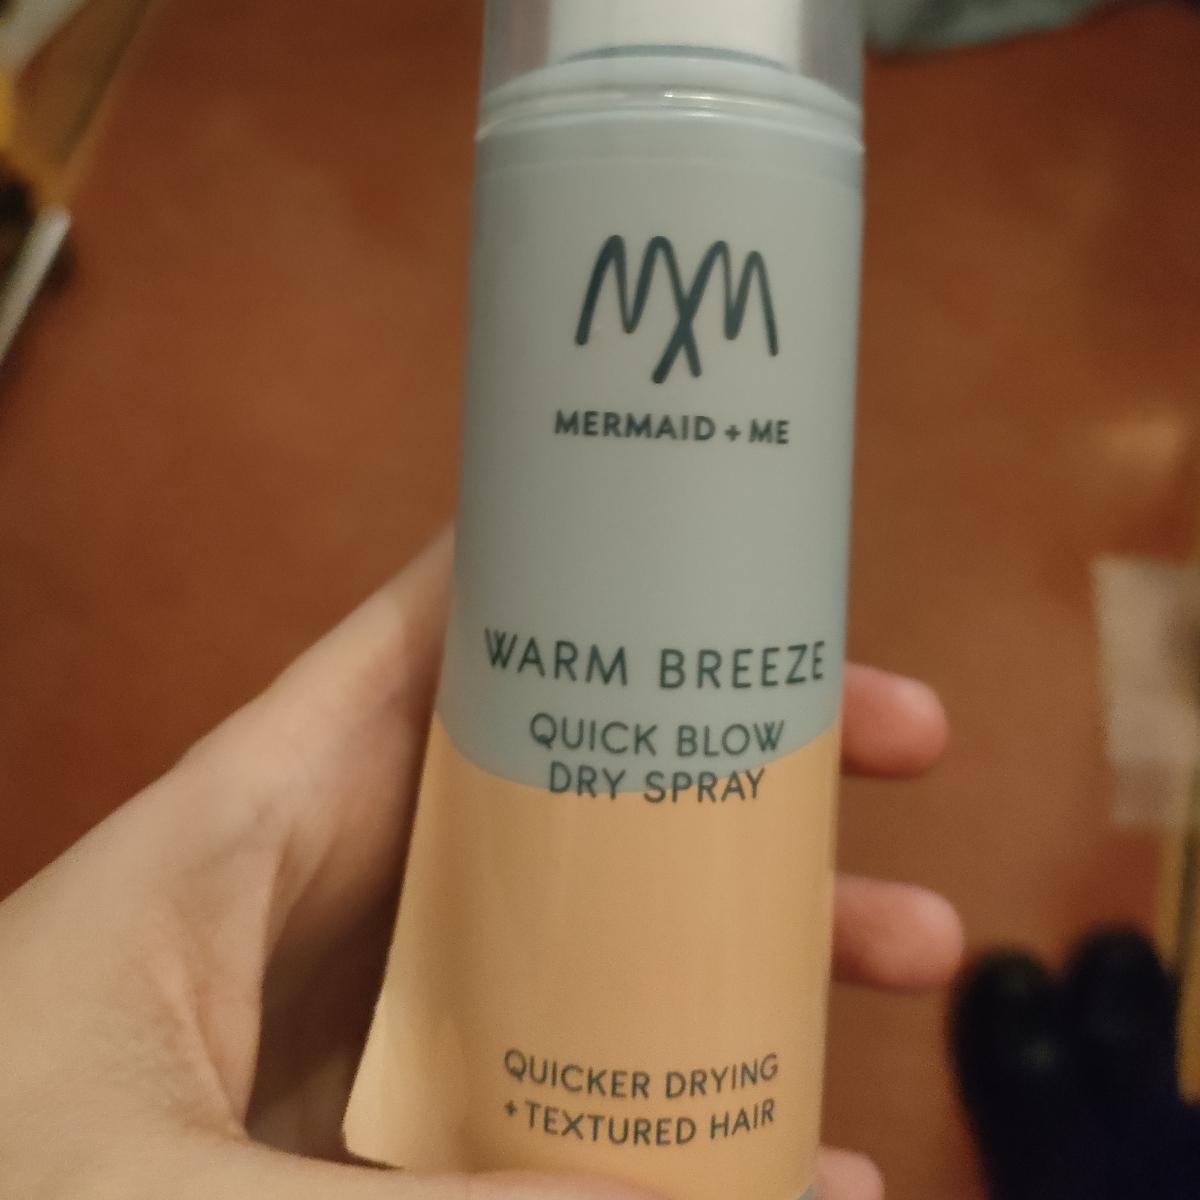 MXM
MERMAID + ME
WARM BREEZE
QUICK BLOW
DRY SPRAY
QUICKER DRYING
+ TEXTURED HAIR